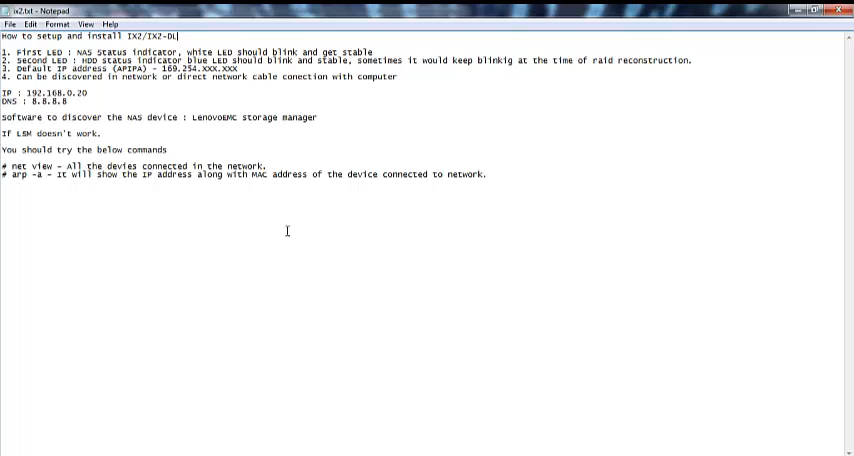 ix2.txt - Notepad
File Edit Format View Help
How to setup and install IX2/IX2-DL
1. First LED : NAS Status indicator, white LED should blink and get stable
2. Second LED : HDD status indicator blue LED should blink and stable, sometimes it would keep blinkig at the time of raid reconstruction.
3. Default IP address (APIPA) - 169.254.xxx.xxx
4. Can be discovered in network or direct network cable conection with computer
IP : 192.168.0.20
DNS : 8.8.8.8
Software to discover the NAS device : LenovoEMC storage manager
If LSM doesn't work.
You should try the below commands
# net view - All the devies connected in the network.
# arp -a - It will show the IP address along with MAC address of the device connected to network.